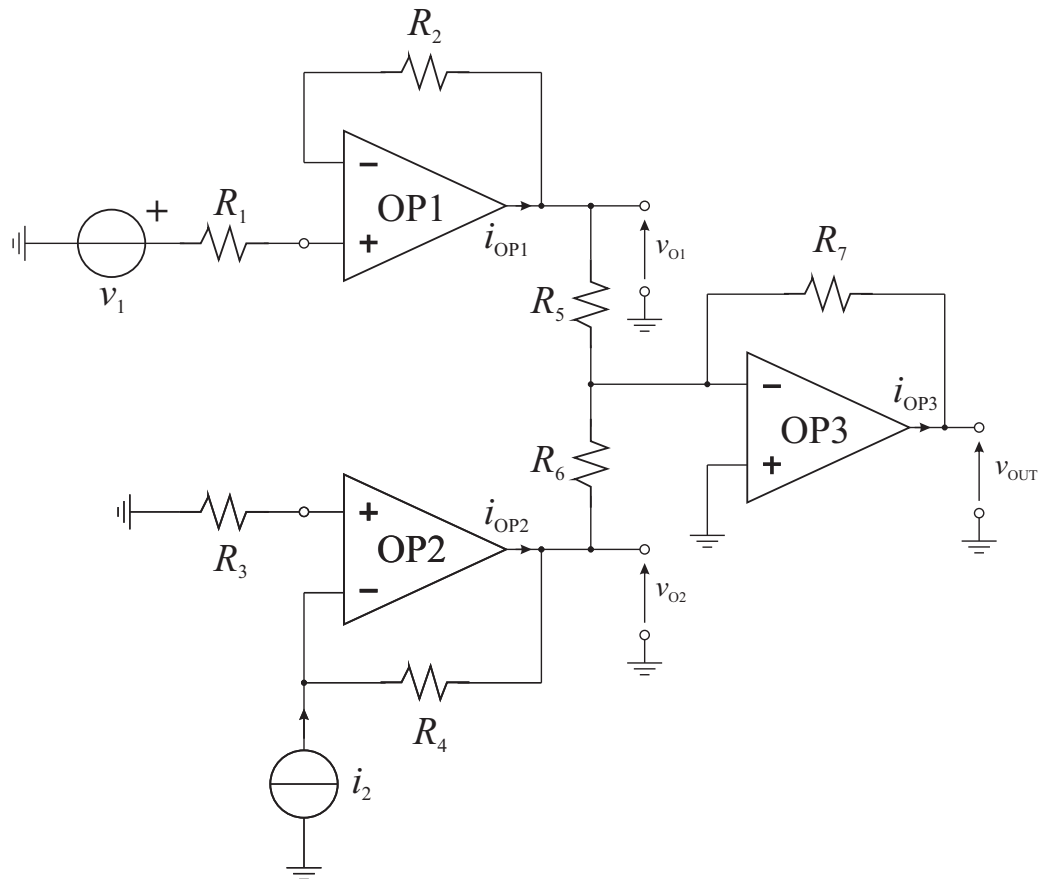 R2
−
OP1
+
iOP1
+
R1
v1
vO1
R5
R7
−
OP3
+
iOP3
vOUT
R6
+
OP2
−
iOP2
R3
vO2
R4
i2